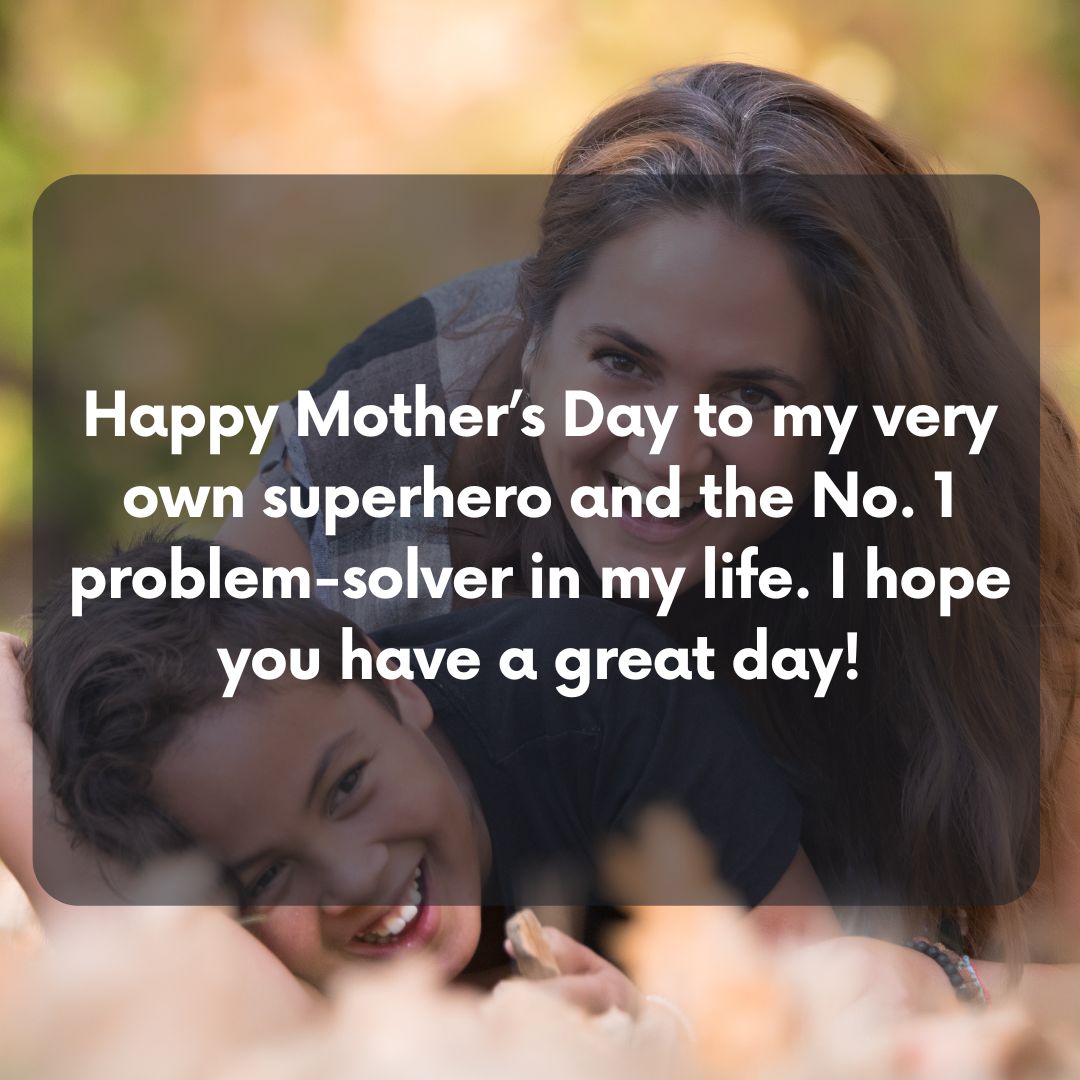 Happy Mother’s Day to my very
own superhero and the No. 1
problem-solver in my life. I hope
you have a great day!